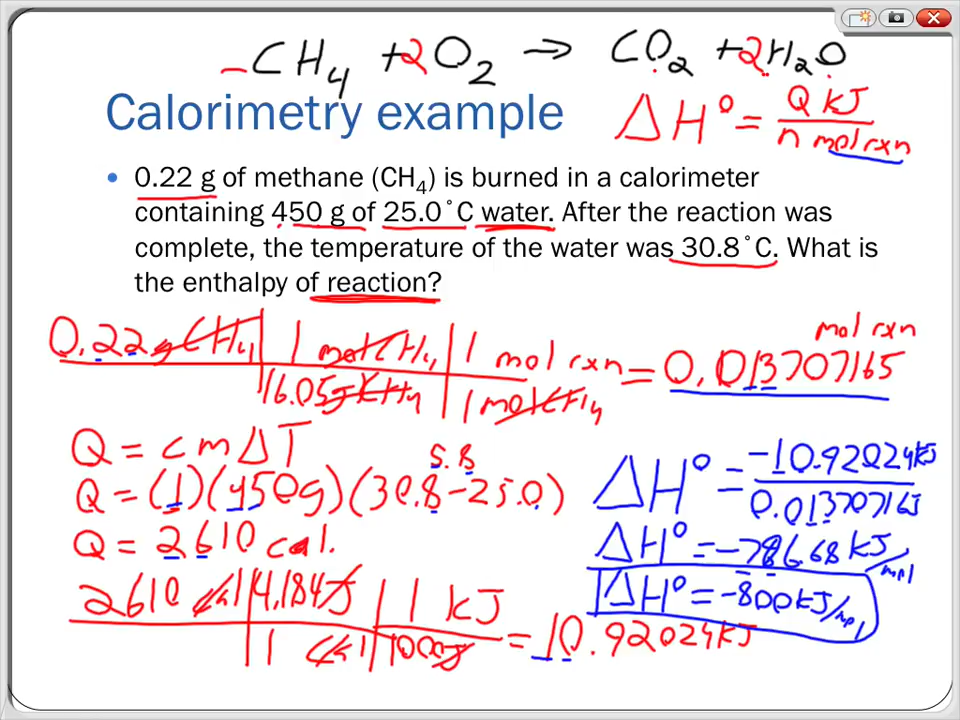 CH4 + 2O2 → CO2 + 2H2O
Calorimetry example
ΔH° = Q kJ / n mol rxn
• 0.22 g of methane (CH4) is burned in a calorimeter
containing 450 g of 25.0˚C water. After the reaction was
complete, the temperature of the water was 30.8˚C. What is
the enthalpy of reaction?
0.22 g CH4 | 1 mol CH4 | 1 mol rxn = 0.013707165 mol rxn
16.05 g CH4 | 1 mol CH4
Q = cmΔT
5.8
Q = (1)(450g)(30.8-25.0)
Q = 2610 cal.
2610 cal | 4.184 J | 1 kJ = 10.92024 kJ
1 cal | 1000 J
ΔH° = -10.92024 kJ / 0.013707165
ΔH° = -786.68 kJ/mol
ΔH° = -800 kJ/mol